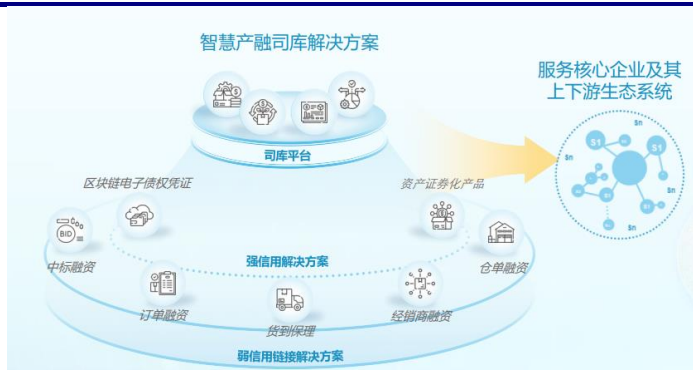 智慧产融司库解决方案
服务核心企业及其
上下游生态系统
司库平台
区块链电子债权凭证
资产证券化产品
BID
中标融资
强信用解决方案
仓单融资
订单融资
货到保理
经销商融资
弱信用链接解决方案
$n
S1
S1
$n
$n
$n
$n